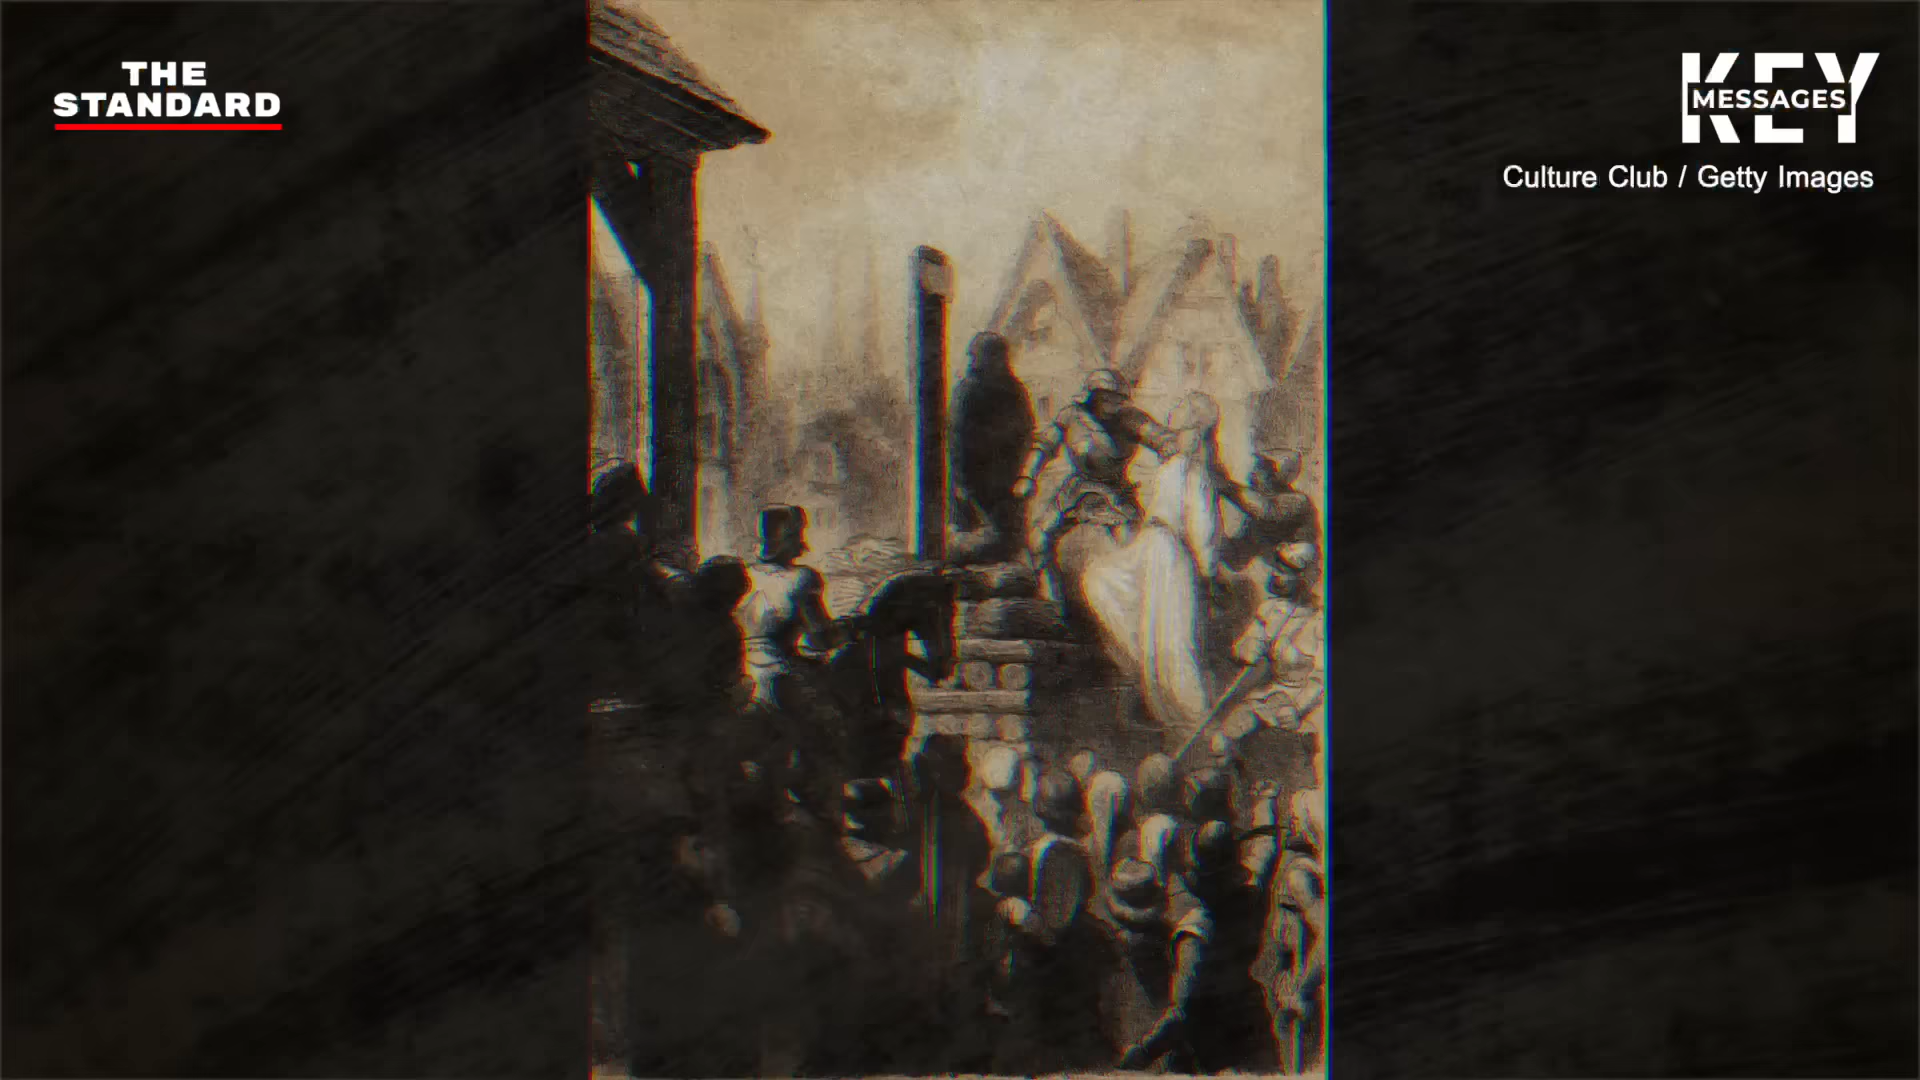 THE
STANDARD
KEY
MESSAGES
Culture Club / Getty Images